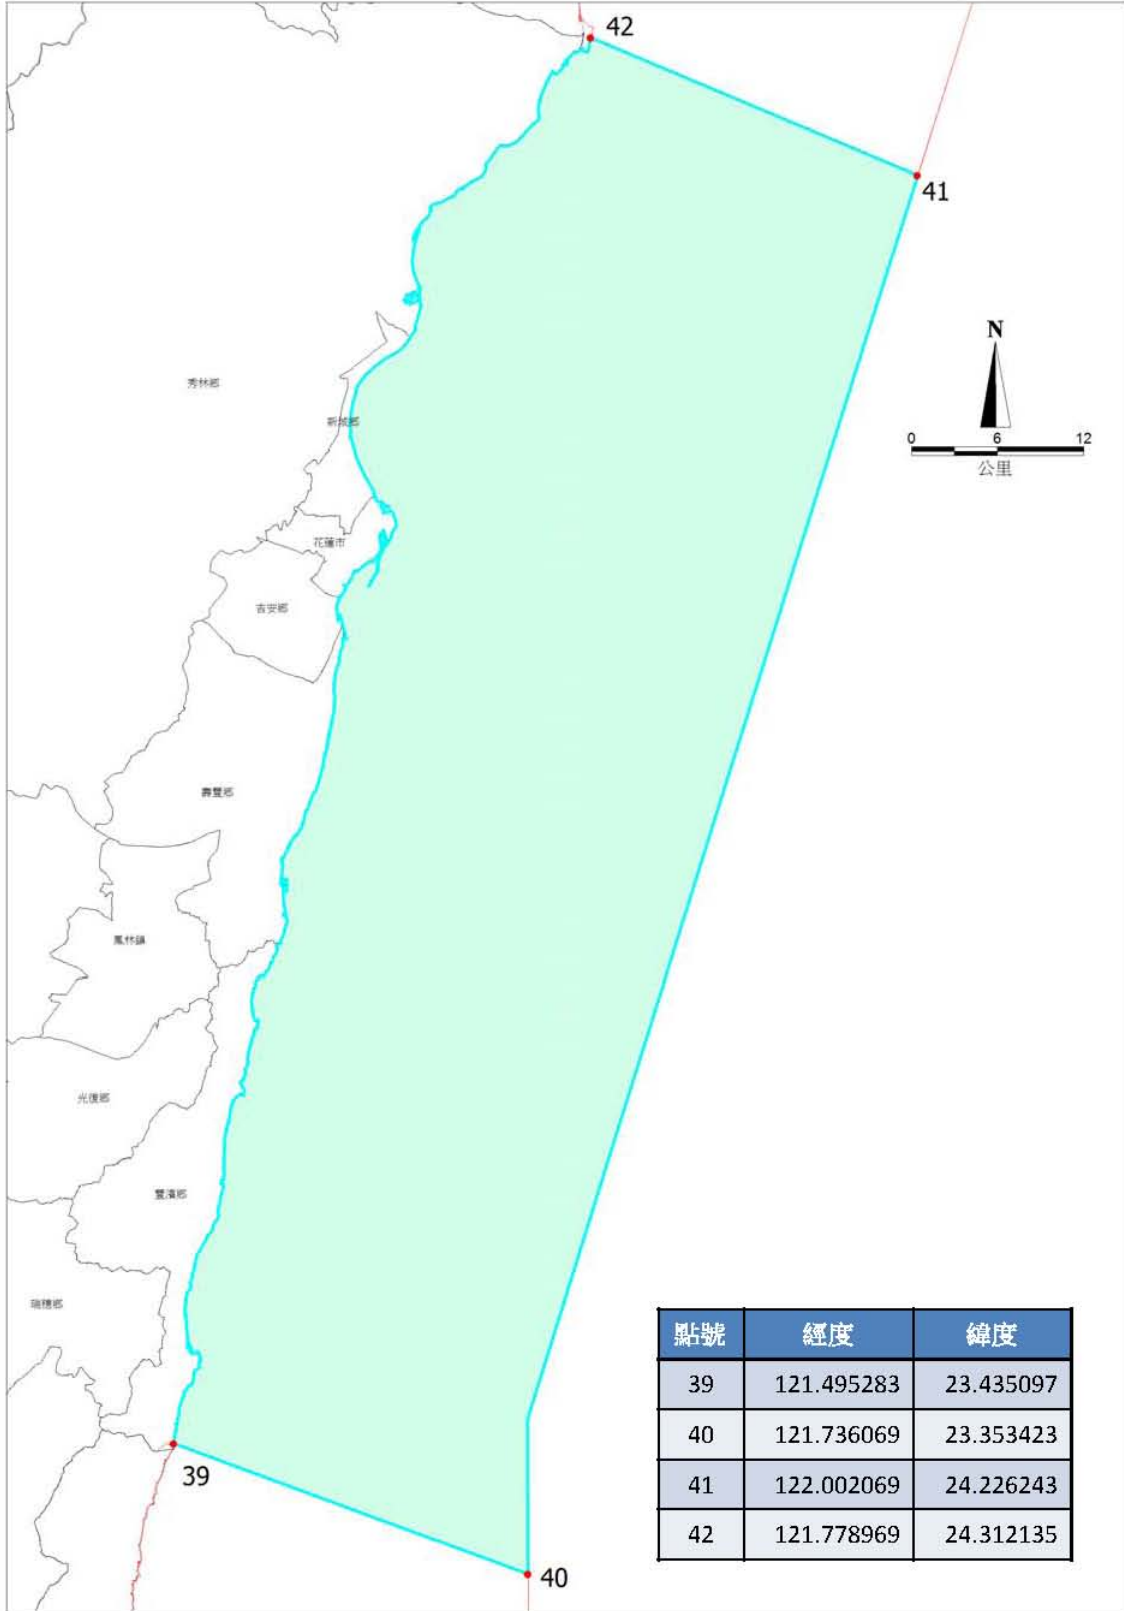 42
41
N
0 6 12
公里
秀林鄉
新城鄉
花蓮市
吉安鄉
壽豐鄉
鳳林鎮
光復鄉
豐濱鄉
瑞穗鄉
39
40
點號 經度 緯度
39 121.495283 23.435097
40 121.736069 23.353423
41 122.002069 24.226243
42 121.778969 24.312135